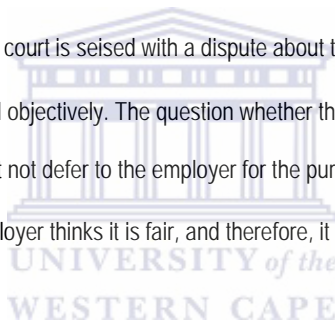 court is seised with a dispute about t
objectively. The question whether th
not defer to the employer for the pur
loyer thinks it is fair, and therefore, it
UNIVERSITY of the
WESTERN CAPE